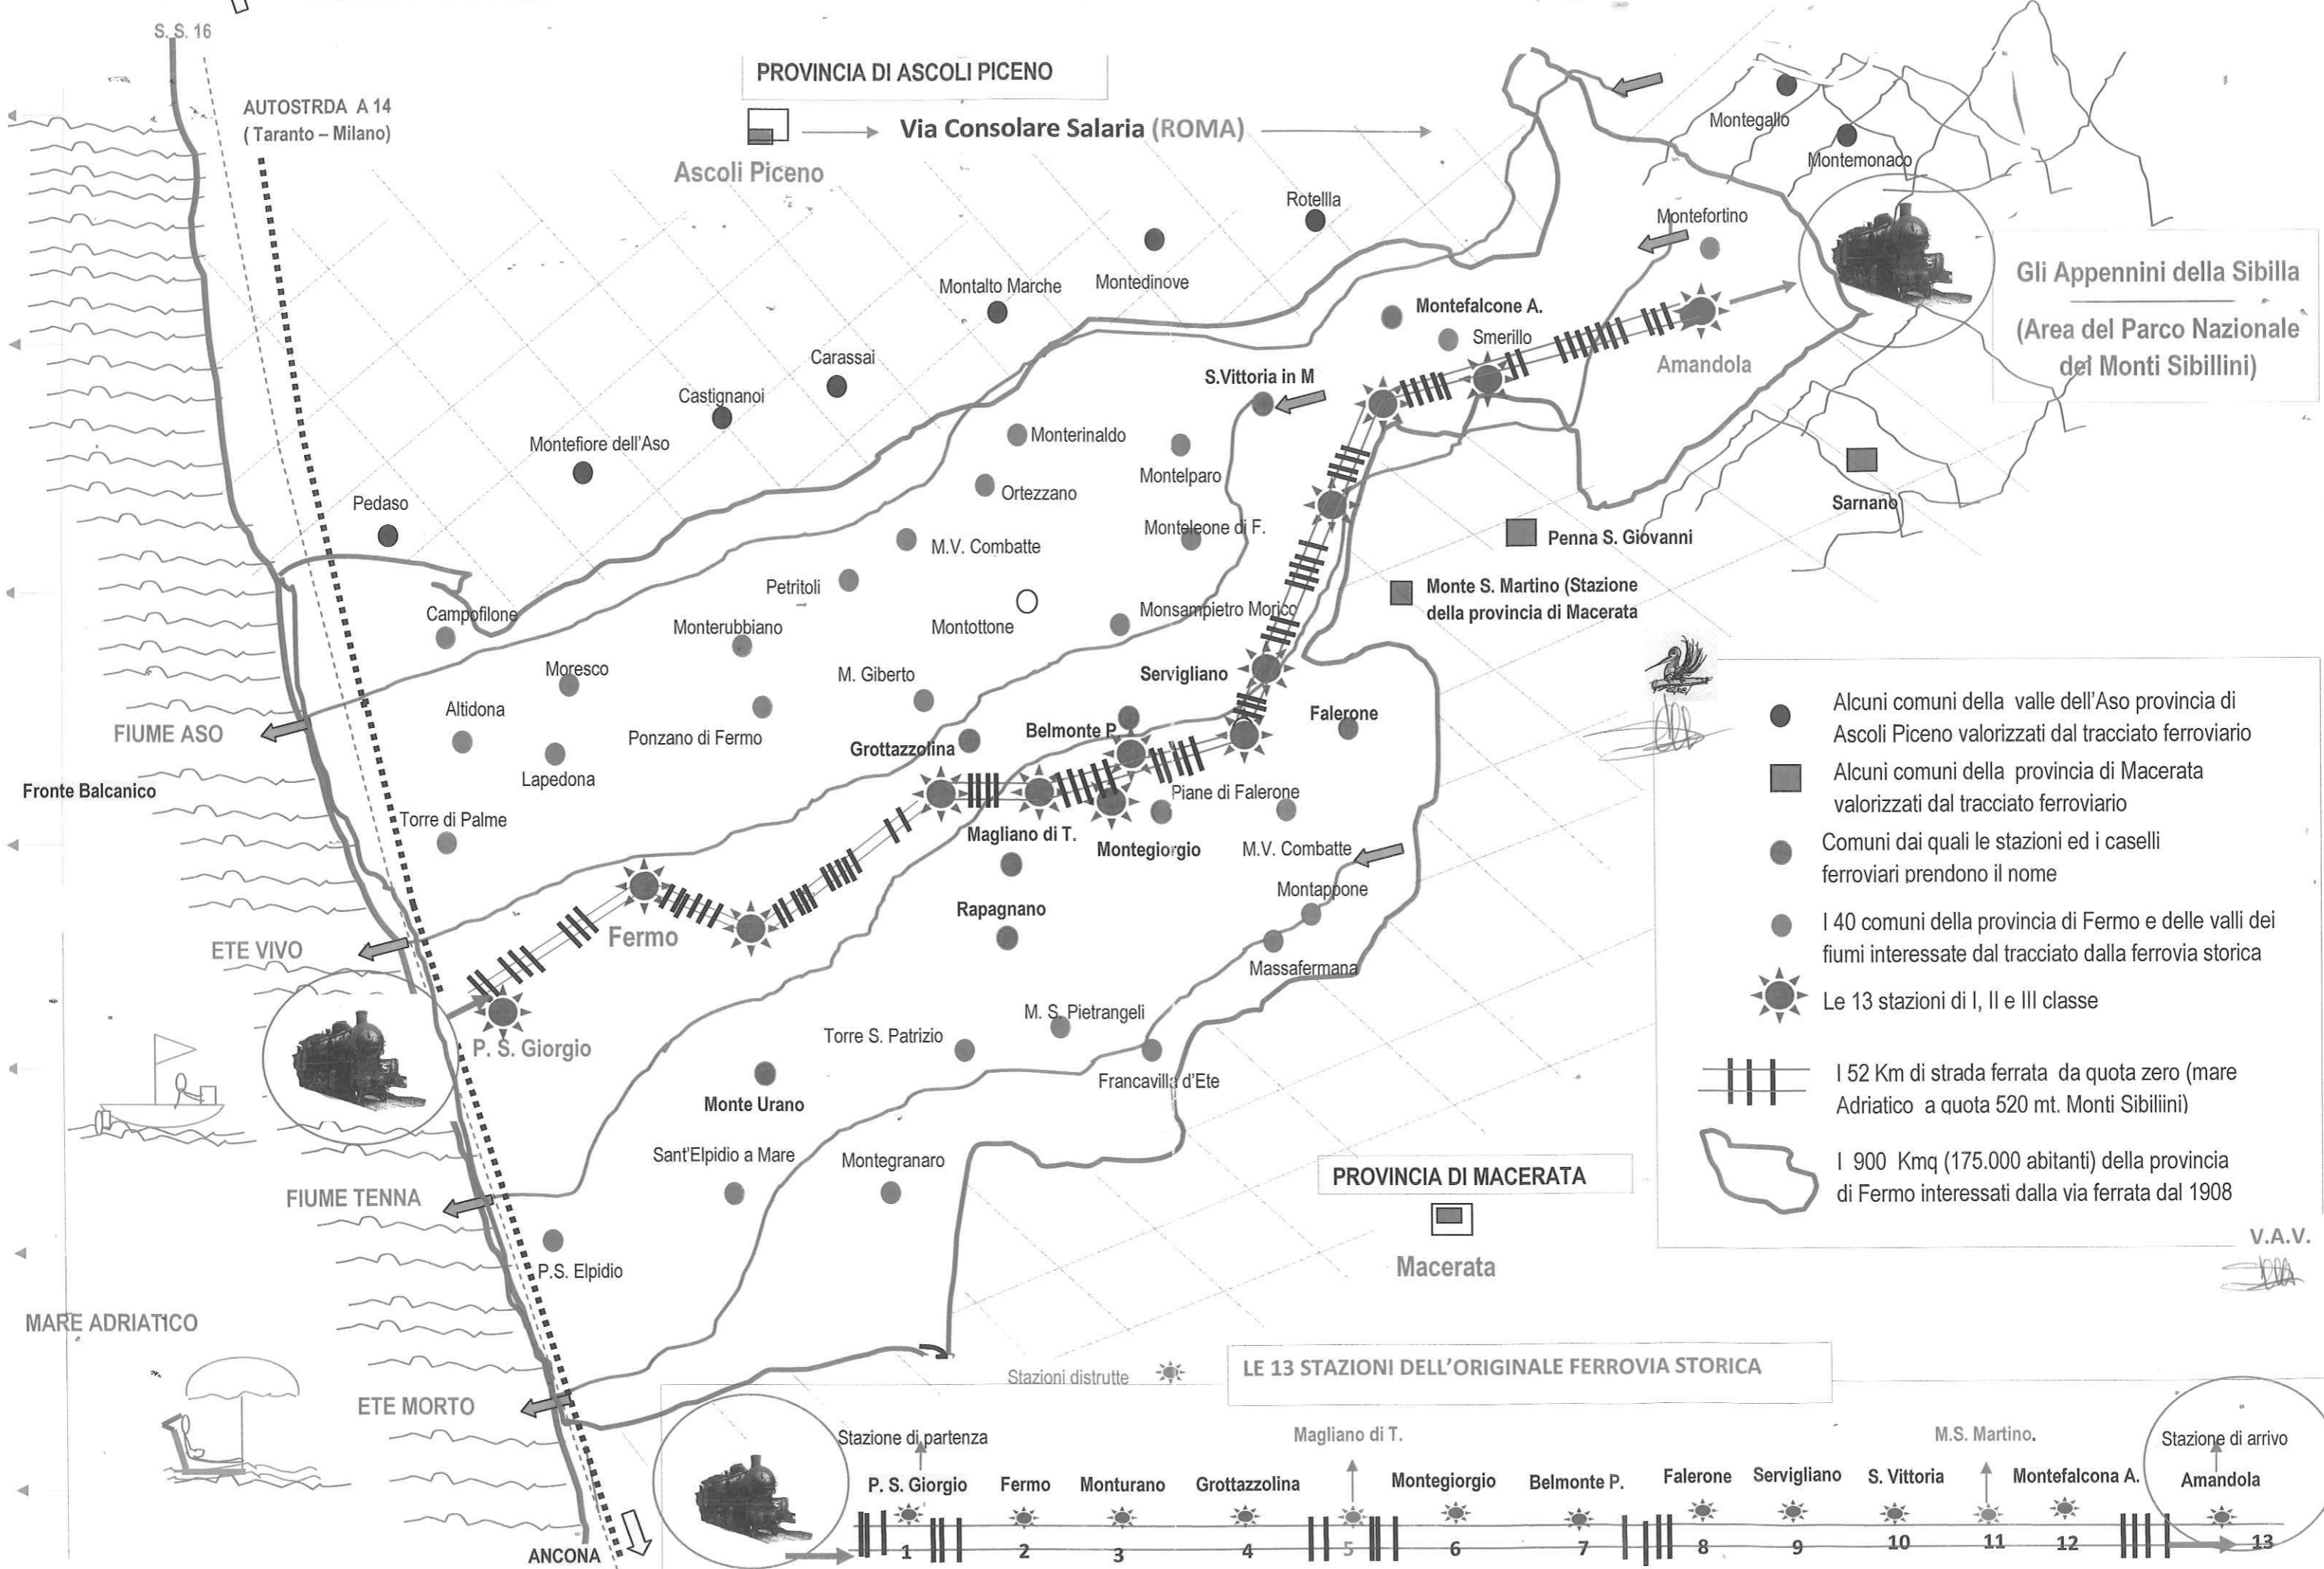 S. S. 16
AUTOSTRDA A 14
( Taranto – Milano)
PROVINCIA DI ASCOLI PICENO
Via Consolare Salaria (ROMA)
Ascoli Piceno
Montegallo
Montemonaco
Rotellla
Montefortino
Montedinove
Montalto Marche
Gli Appennini della Sibilla
(Area del Parco Nazionale
dei Monti Sibillini)
Montefalcone A.
Smerillo
Amandola
Carassai
S.Vittoria in M
Castignanoi
Montefiore dell'Aso
Monterinaldo
Montelparo
Ortezzano
Pedaso
Sarnano
Monteleone di F.
Penna S. Giovanni
M.V. Combatte
Petritoli
Monte S. Martino (Stazione
della provincia di Macerata
Campofilone
Monterubbiano
Montottone
Monsampietro Morico
Moresco
M. Giberto
Servigliano
Altidona
FIUME ASO
Ponzano di Fermo
Grottazzolina
Belmonte P.
Falerone
Lapedona
Fronte Balcanico
Piane di Falerone
Torre di Palme
Magliano di T.
Montegiorgio
M.V. Combatte
Montappone
Rapagnano
Fermo
ETE VIVO
Massafermana
M. S. Pietrangeli
Torre S. Patrizio
P. S. Giorgio
Francavilla d'Ete
Monte Urano
Sant'Elpidio a Mare
Montegranaro
FIUME TENNA
P.S. Elpidio
PROVINCIA DI MACERATA
Macerata
MARE ADRIATICO
ETE MORTO
ANCONA
Alcuni comuni della valle dell'Aso provincia di
Ascoli Piceno valorizzati dal tracciato ferroviario
Alcuni comuni della provincia di Macerata
valorizzati dal tracciato ferroviario
Comuni dai quali le stazioni ed i caselli
ferroviari prendono il nome
I 40 comuni della provincia di Fermo e delle valli dei
fiumi interessate dal tracciato dalla ferrovia storica
Le 13 stazioni di I, II e III classe
I 52 Km di strada ferrata da quota zero (mare
Adriatico a quota 520 mt. Monti Sibiliini)
I 900 Kmq (175.000 abitanti) della provincia
di Fermo interessati dalla via ferrata dal 1908
V.A.V.
Stazioni distrutte
LE 13 STAZIONI DELL'ORIGINALE FERROVIA STORICA
Stazione di partenza
Magliano di T.
M.S. Martino.
Stazione di arrivo
P. S. Giorgio Fermo Monturano Grottazzolina Montegiorgio Belmonte P. Falerone Servigliano S. Vittoria Montefalcona A. Amandola
1 2 3 4 5 6 7 8 9 10 11 12 13